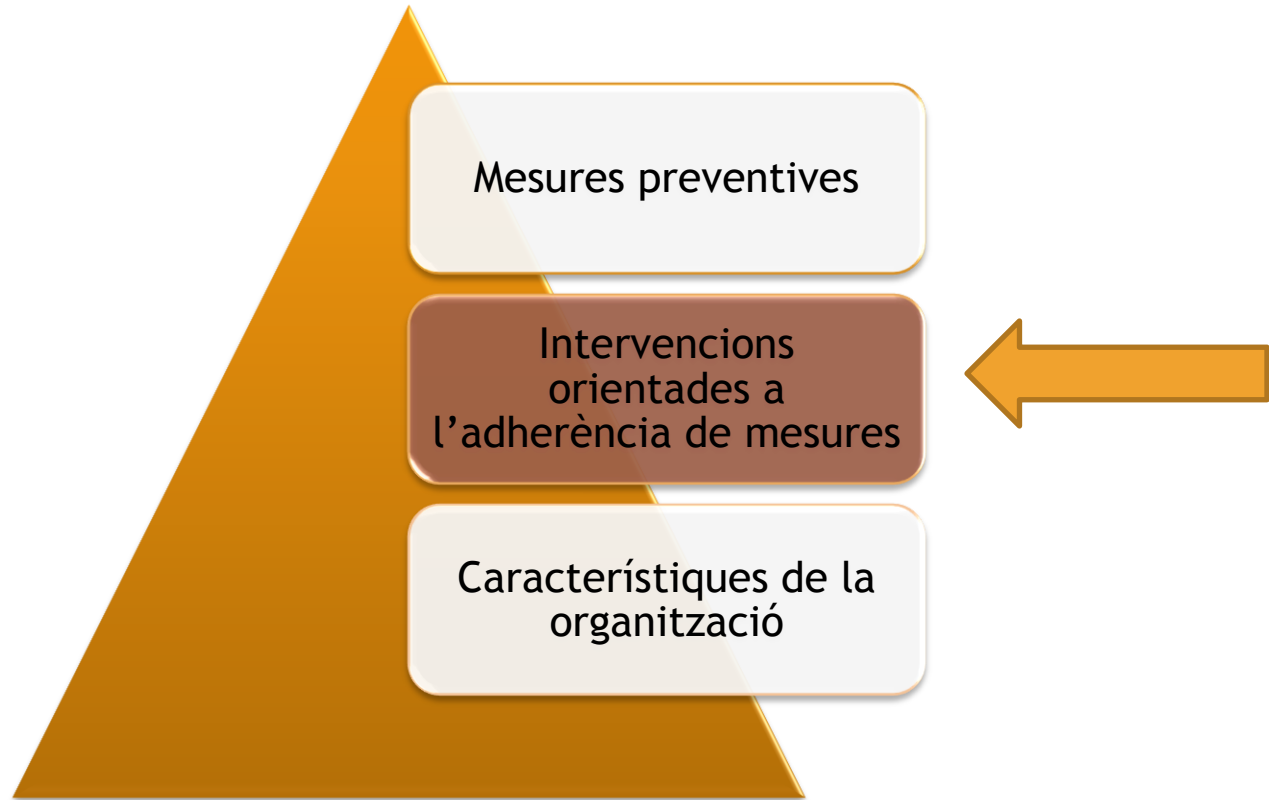 Mesures preventives
Intervencions
orientades a
l’adherència de mesures
Característiques de la
organització